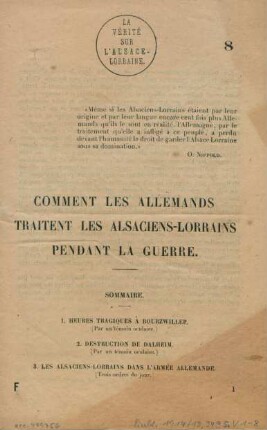 LA
VÉRITÉ
SUR
L'ALSACE-
LORRAINE.
8
«Même si les Alsaciens-Lorrains étaient par leur
origine et par leur langue encore cent fois plus Alle-
mands qu'ils le sont en réalité, l'Allemagne, par le
traitement qu'elle a infligé à ce peuple, a perdu
devant l'humanité le droit de garder l'Alsace-Lorraine
sous sa domination.»
O. NIPPOLD.
COMMENT LES ALLEMANDS
TRAITENT LES ALSACIENS-LORRAINS
PENDANT LA GUERRE.
SOMMAIRE.
1. HEURES TRAGIQUES À BOURZWILLER.
(Par un témoin oculaire)
2. DESTRUCTION DE DALHEIM.
(Par un témoin oculaire)
3. LES ALSACIENS-LORRAINS DANS L'ARMÉE ALLEMANDE.
(Trois ordres du jour.)
F
1